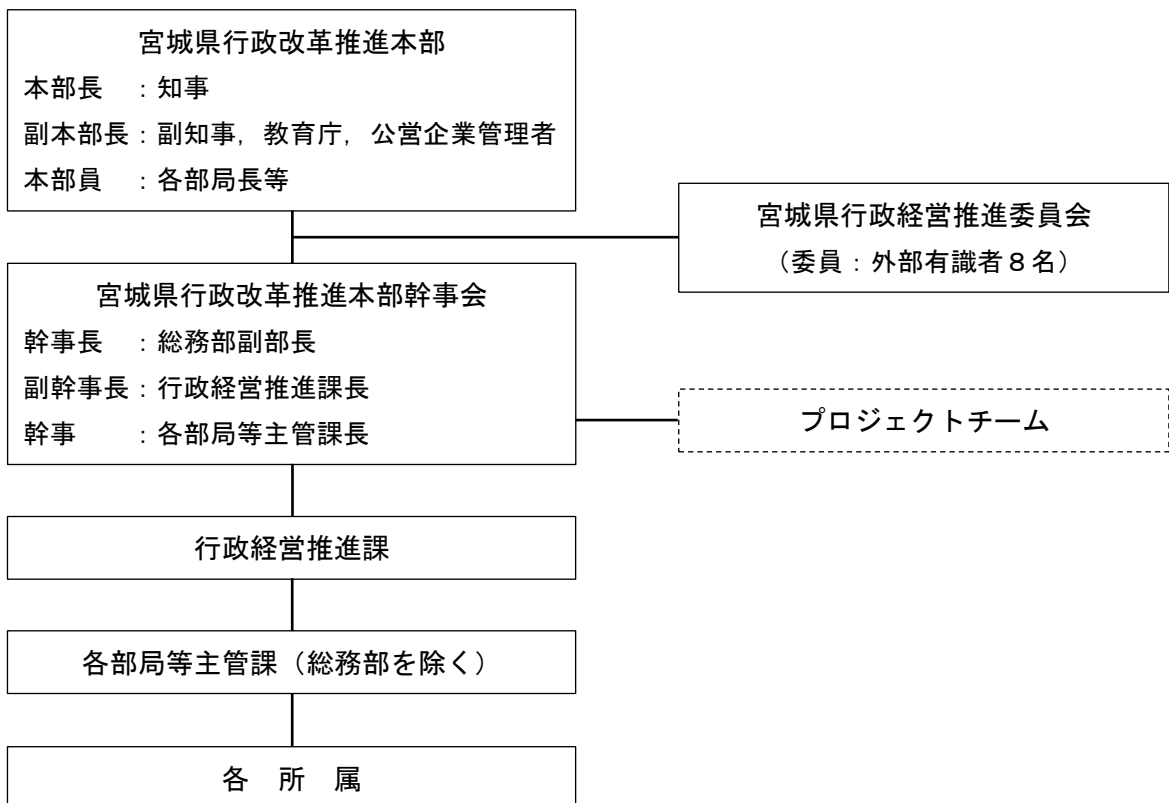 宮城県行政改革推進本部
本部長　：知事
副本部長：副知事，教育庁，公営企業管理者
本部員　：各部局長等
宮城県行政経営推進委員会
（委員：外部有識者８名）
宮城県行政改革推進本部幹事会
幹事長　：総務部副部長
副幹事長：行政経営推進課長
幹事　　：各部局等主管課長
プロジェクトチーム
行政経営推進課
各部局等主管課（総務部を除く）
各　所　属